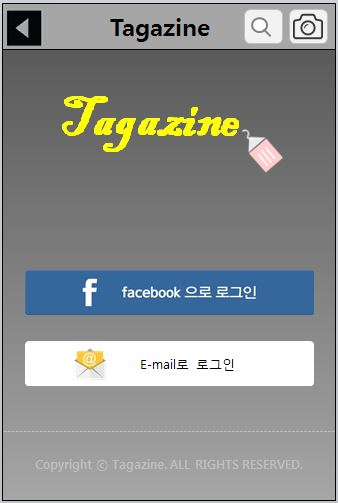 Tagazine
Tagazine
f facebook 으로 로그인
@ E-mail로 로그인
Copyright ⓒ Tagazine. ALL RIGHTS RESERVED.